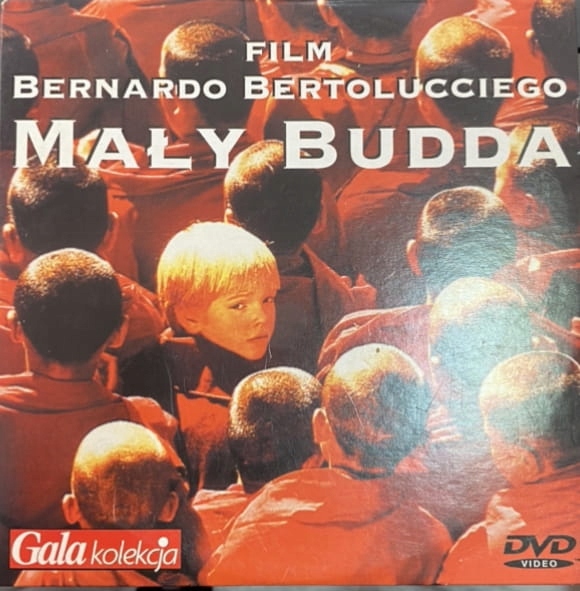 FILM
BERNARDO BERTOLUCCIEGO
MAŁY BUDDA
Gala kolekcja
DVD
VIDEO